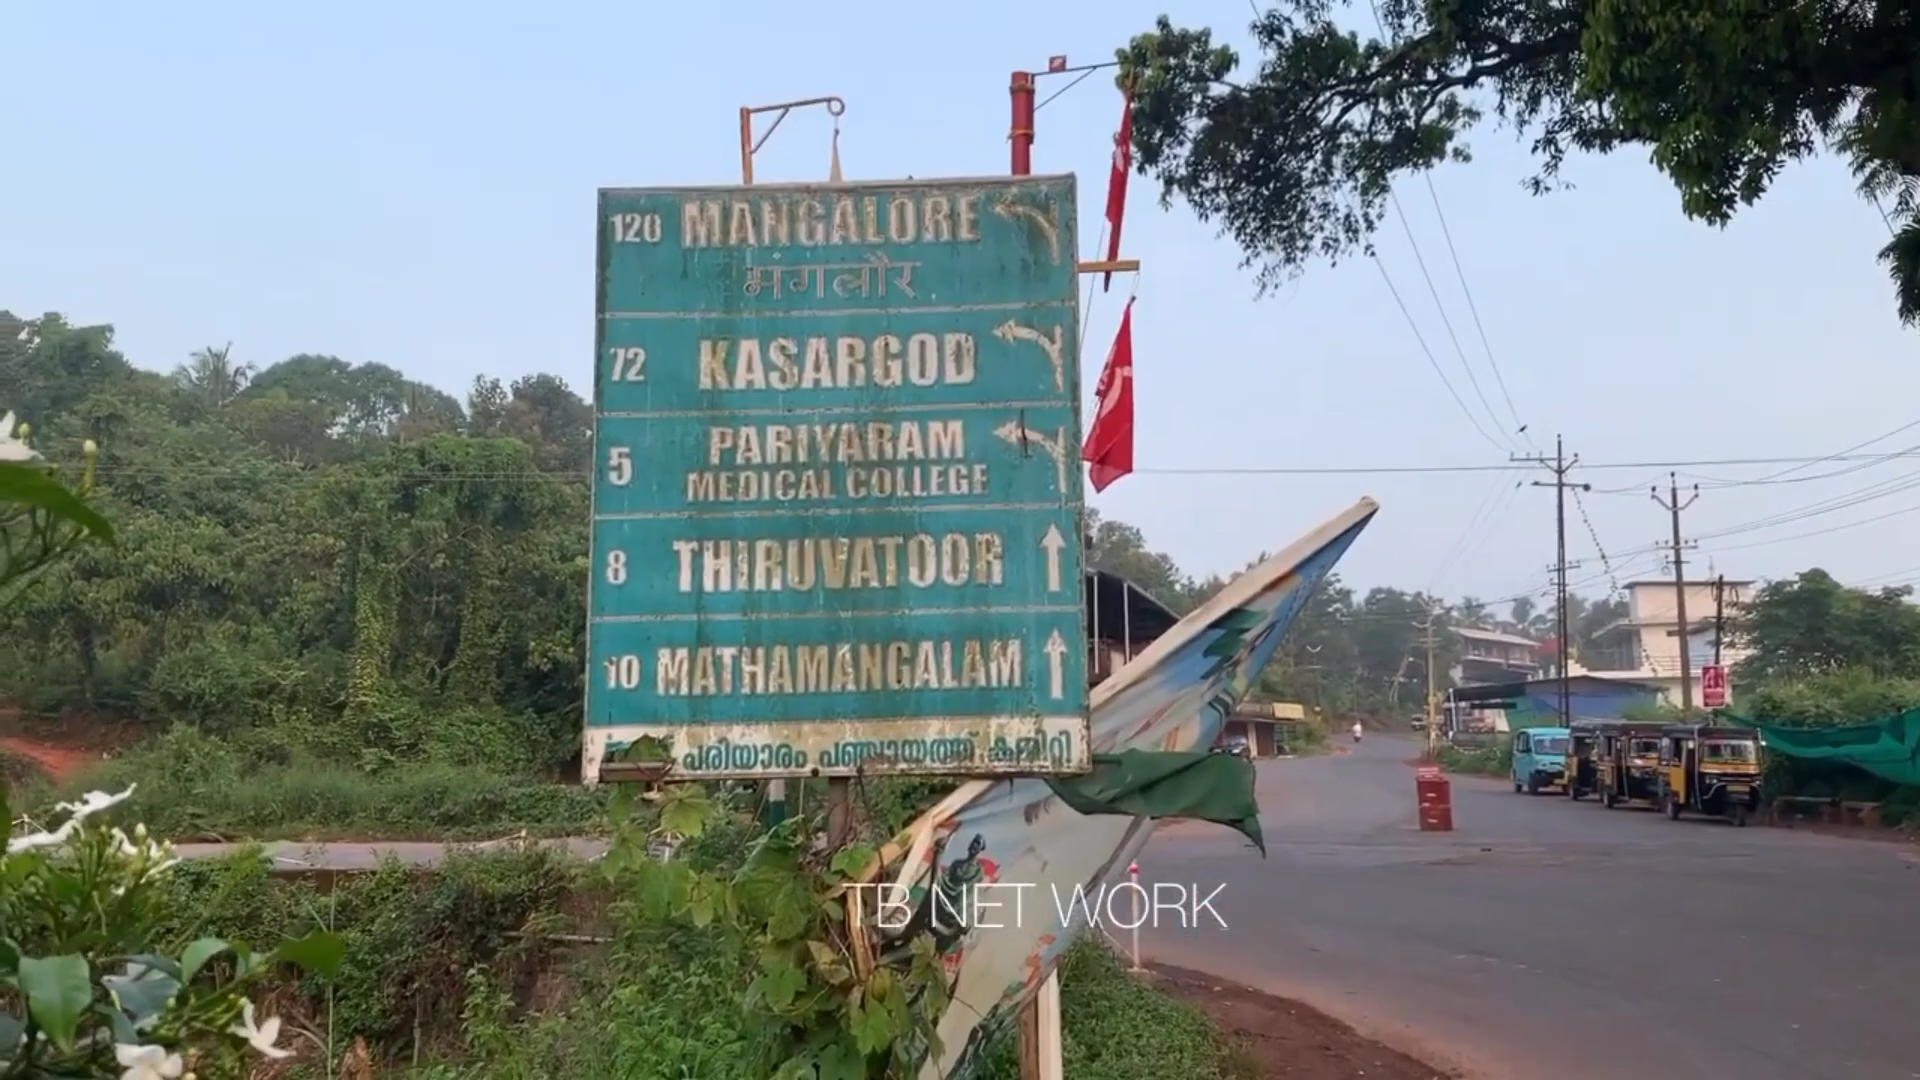 120 MANGALORE
मंगलौर
72 KASARGOD
5 PARIYARAM
MEDICAL COLLEGE
8 THIRUVATOOR
10 MATHAMANGALAM
പരിയാരം പഞ്ചായത്ത് കമ്മിറ്റി
TB NET WORK